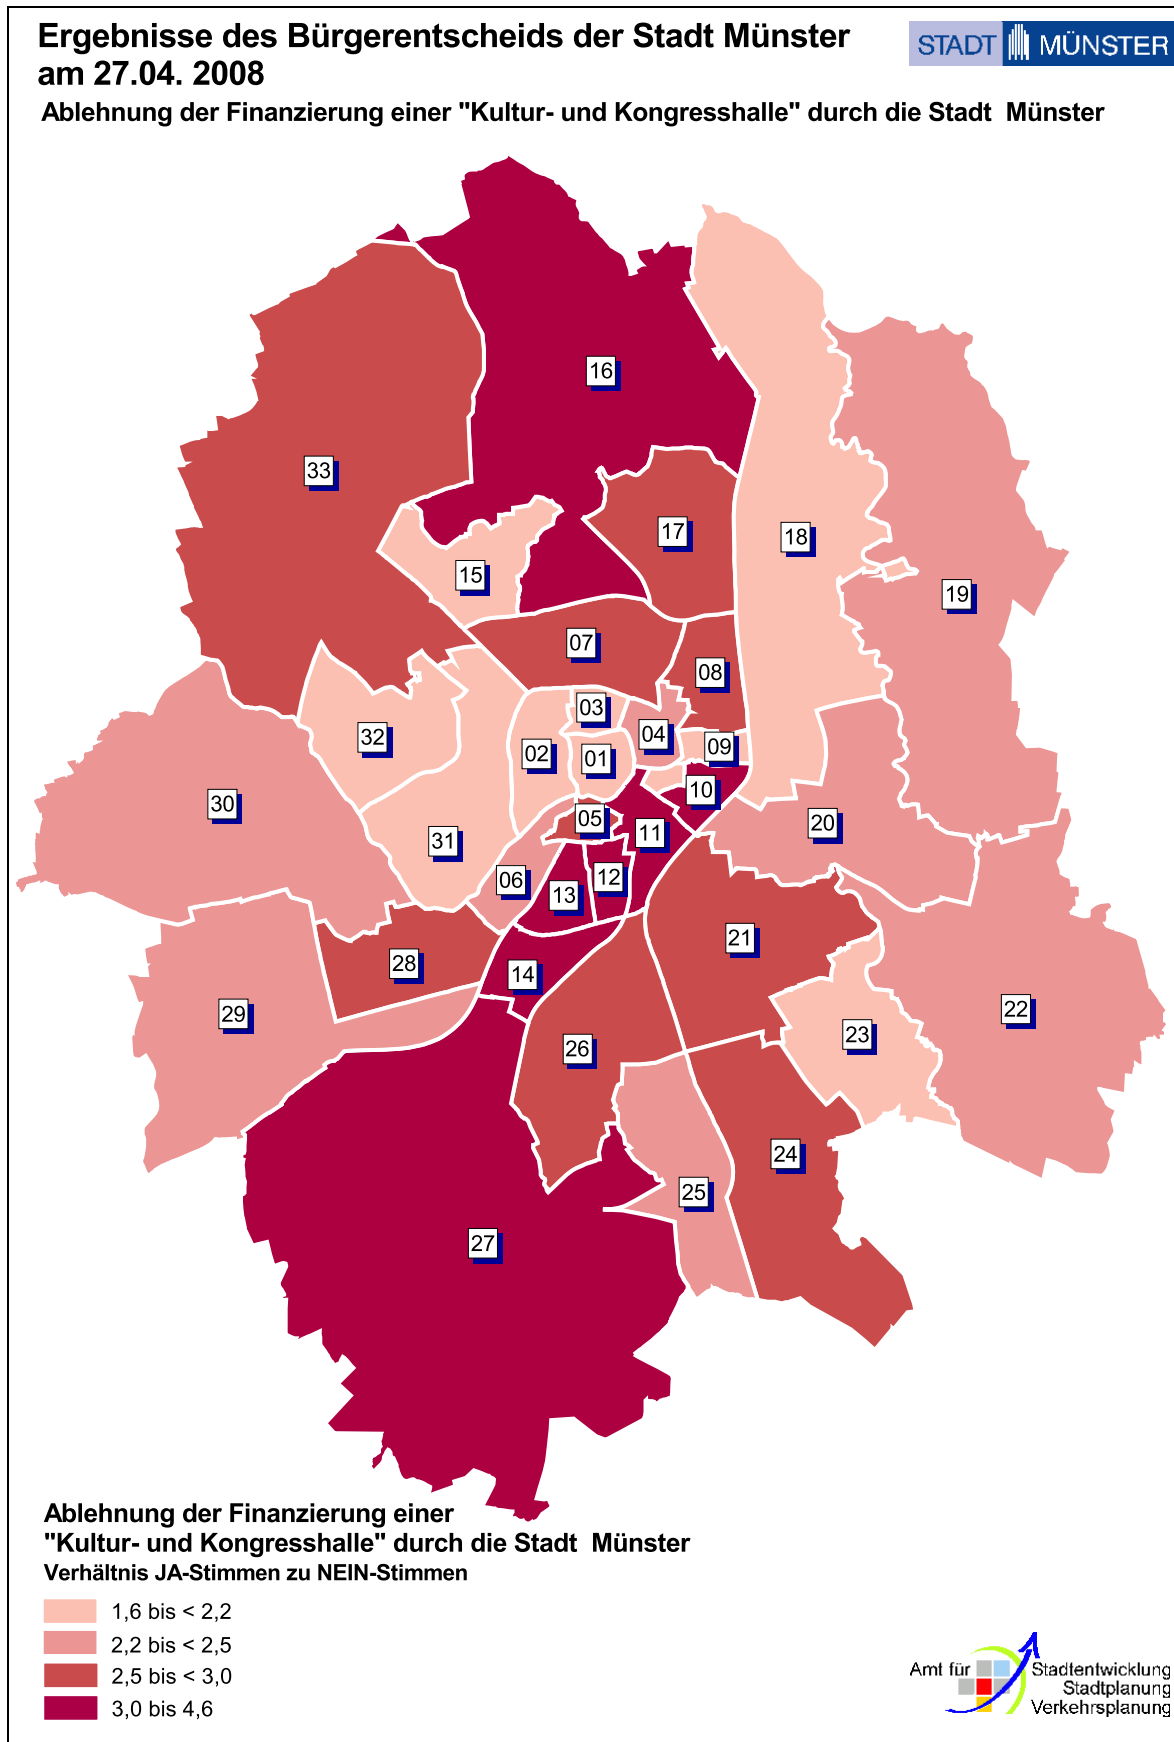 Ergebnisse des Bürgerentscheids der Stadt Münster
am 27.04. 2008
STADT MÜNSTER
Ablehnung der Finanzierung einer "Kultur- und Kongresshalle" durch die Stadt Münster
16
33
17
18
15
19
07
08
03
04
32
09
02
01
10
30
05
20
11
31
12
06
13
21
28
14
22
29
23
26
24
25
27
Ablehnung der Finanzierung einer
"Kultur- und Kongresshalle" durch die Stadt Münster
Verhältnis JA-Stimmen zu NEIN-Stimmen
1,6 bis < 2,2
2,2 bis < 2,5
2,5 bis < 3,0
3,0 bis 4,6
Amt für Stadtentwicklung
Stadtplanung
Verkehrsplanung